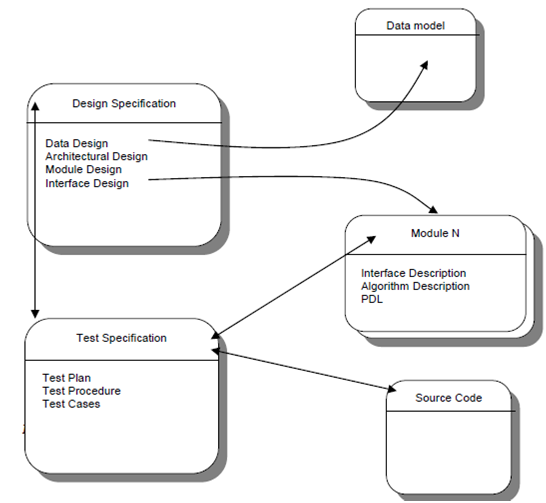 Data model
Design Specification
Data Design
Architectural Design
Module Design
Interface Design
Module N
Interface Description
Algorithm Description
PDL
Test Specification
Test Plan
Test Procedure
Test Cases
Source Code